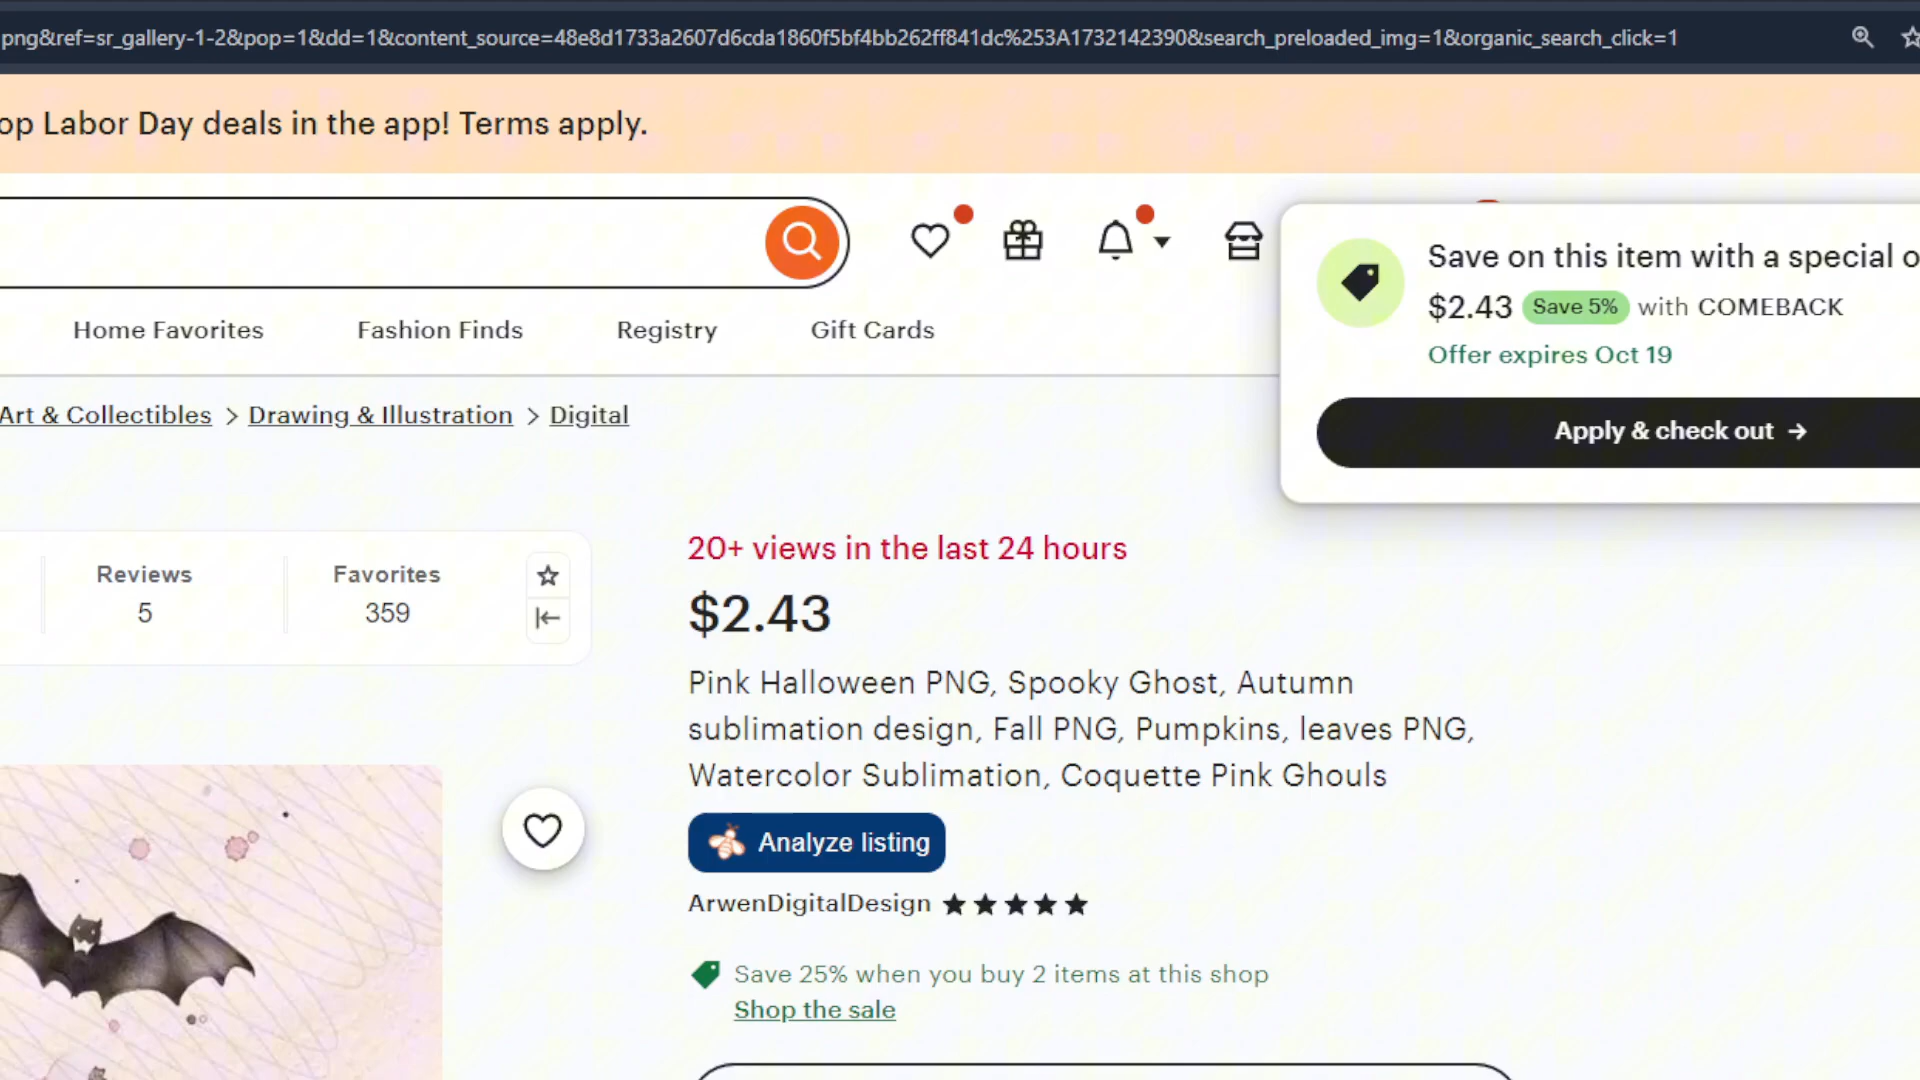 png&ref=sr_gallery-1-2&pop=1&dd=1&content_source=48e8d1733a2607d6cda1860f5bf4bb262ff841dc%253A1732142390&search_preloaded_img=1&organic_search_click=1
op Labor Day deals in the app! Terms apply.
Save on this item with a special o
$2.43 Save 5% with COMEBACK
Offer expires Oct 19
Apply & check out →
Home Favorites Fashion Finds Registry Gift Cards
Art & Collectibles > Drawing & Illustration > Digital
Reviews Favorites
5 359
20+ views in the last 24 hours
$2.43
Pink Halloween PNG, Spooky Ghost, Autumn
sublimation design, Fall PNG, Pumpkins, leaves PNG,
Watercolor Sublimation, Coquette Pink Ghouls
Analyze listing
ArwenDigitalDesign ★★★★★
Save 25% when you buy 2 items at this shop
Shop the sale